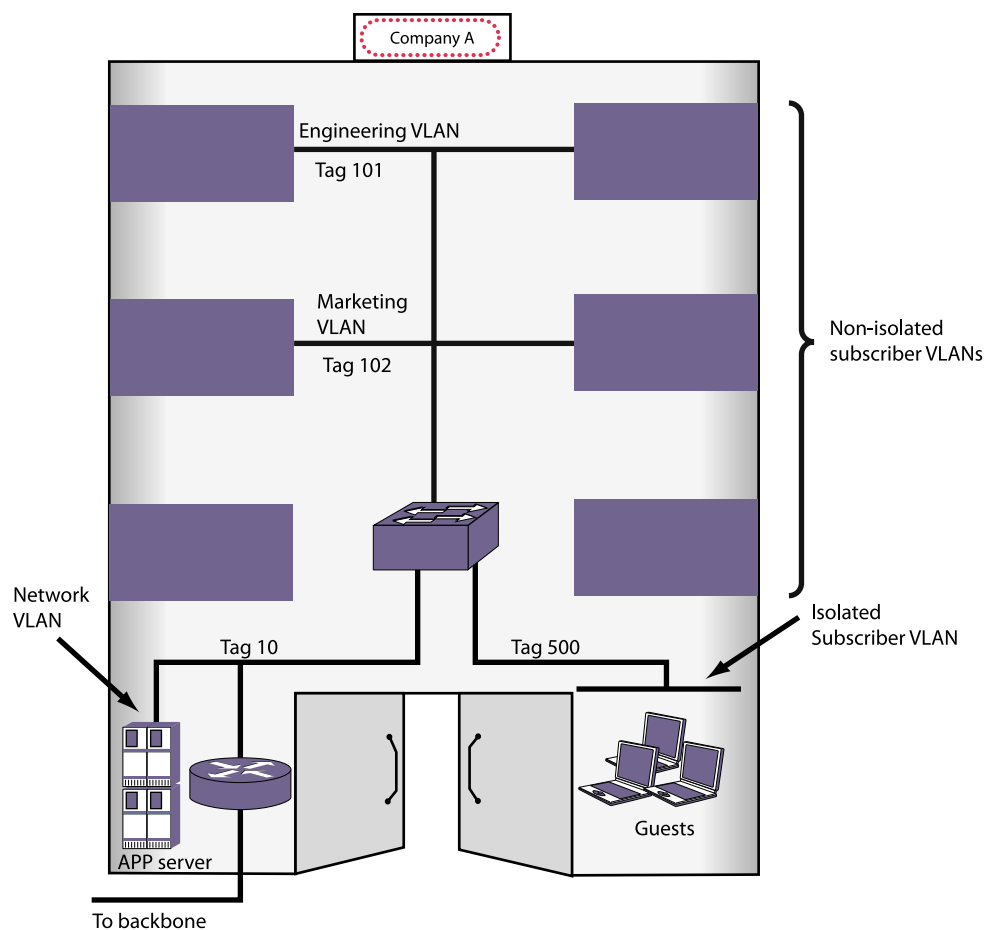 Company A
Engineering VLAN
Tag 101
Marketing
VLAN
Tag 102
Non-isolated
subscriber VLANs
Network
VLAN
Isolated
Subscriber VLAN
Tag 10
Tag 500
Guests
APP server
To backbone